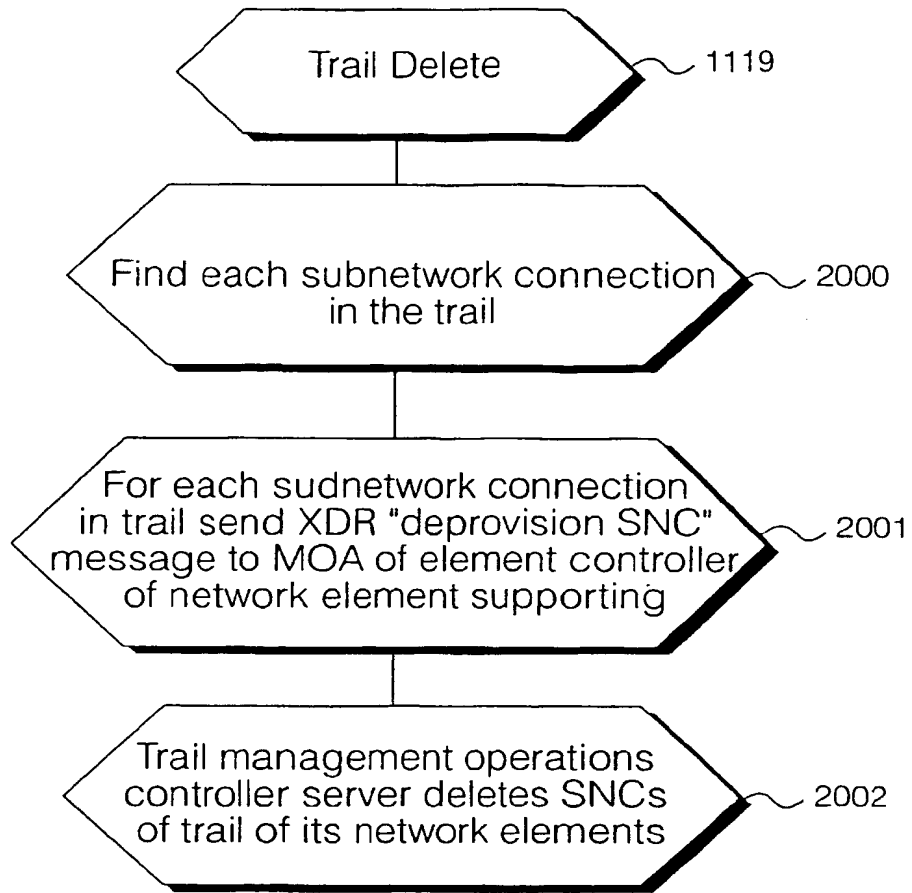 Trail Delete
1119
Find each subnetwork connection
in the trail
2000
For each sudnetwork connection
in trail send XDR "deprovision SNC"
message to MOA of element controller
of network element supporting
2001
Trail management operations
controller server deletes SNCs
of trail of its network elements
2002